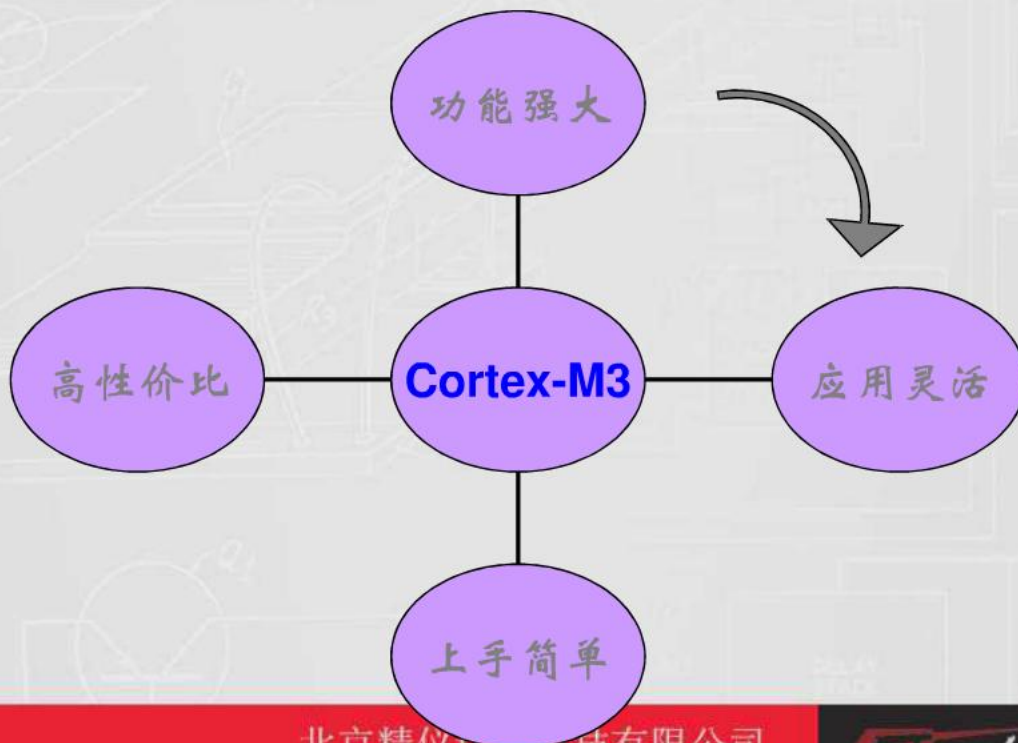 功能强大
高性价比
Cortex-M3
应用灵活
上手简单
北京精仪
有限公司